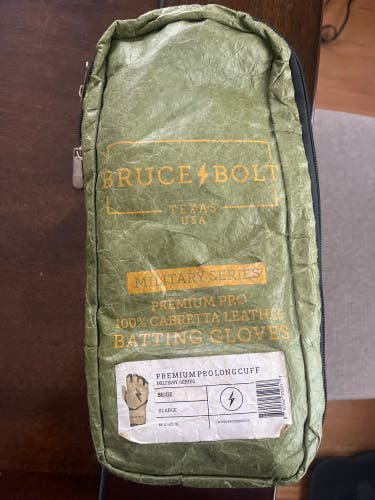 BRUCE BOLT
TEXAS
USA
MILITARY SERIES
PREMIUM PRO
100% CABRETTA LEATHER
BATTING GLOVES
PREMIUM PRO LONG CUFF
MILITARY SERIES
BEIGE
X LARGE